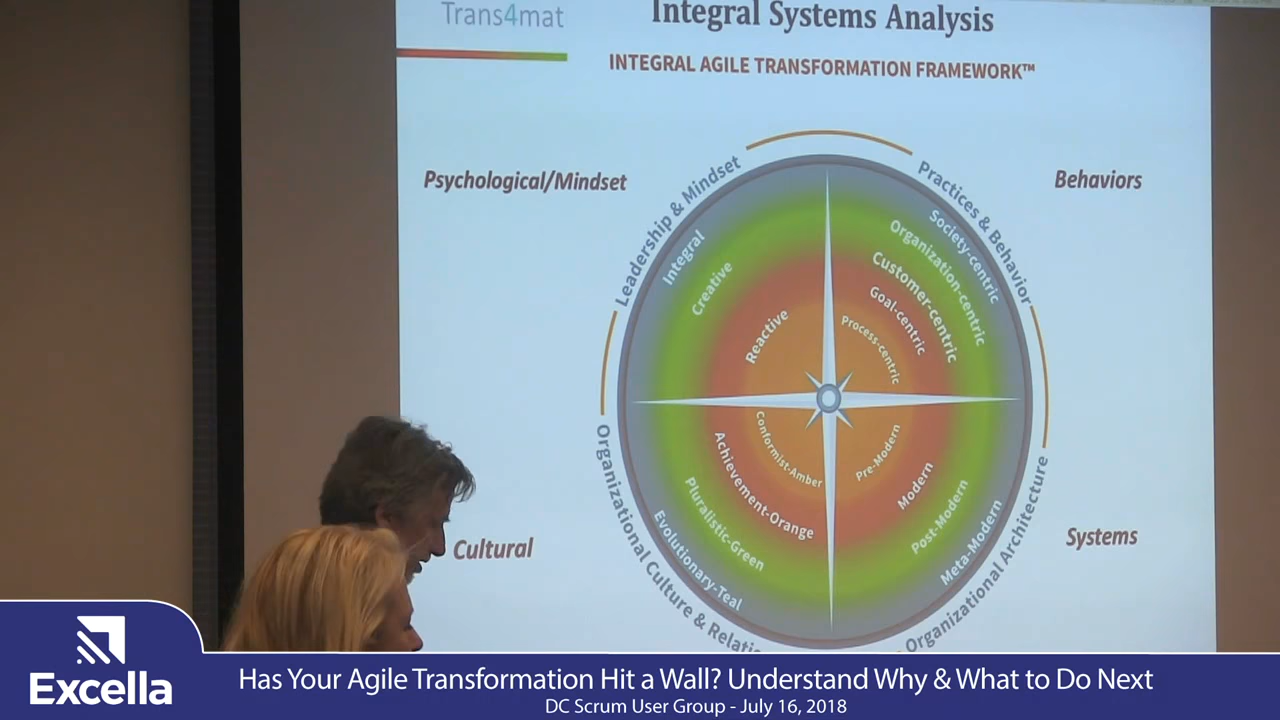 Trans4mat
Integral Systems Analysis
INTEGRAL AGILE TRANSFORMATION FRAMEWORK™
Psychological/Mindset
Behaviors
Leadership & Mindset
Practices & Behavior
Integral
Creative
Reactive
Society-centric
Organization-centric
Customer-centric
Goal-centric
Process-centric
Conformist-Amber
Achievement-Orange
Pluralistic-Green
Evolutionary-Teal
Pre-Modern
Modern
Post-Modern
Meta-Modern
Organizational Culture &
Organizational Architecture
Cultural
Systems
Excella
Has Your Agile Transformation Hit a Wall? Understand Why & What to Do Next
DC Scrum User Group - July 16, 2018